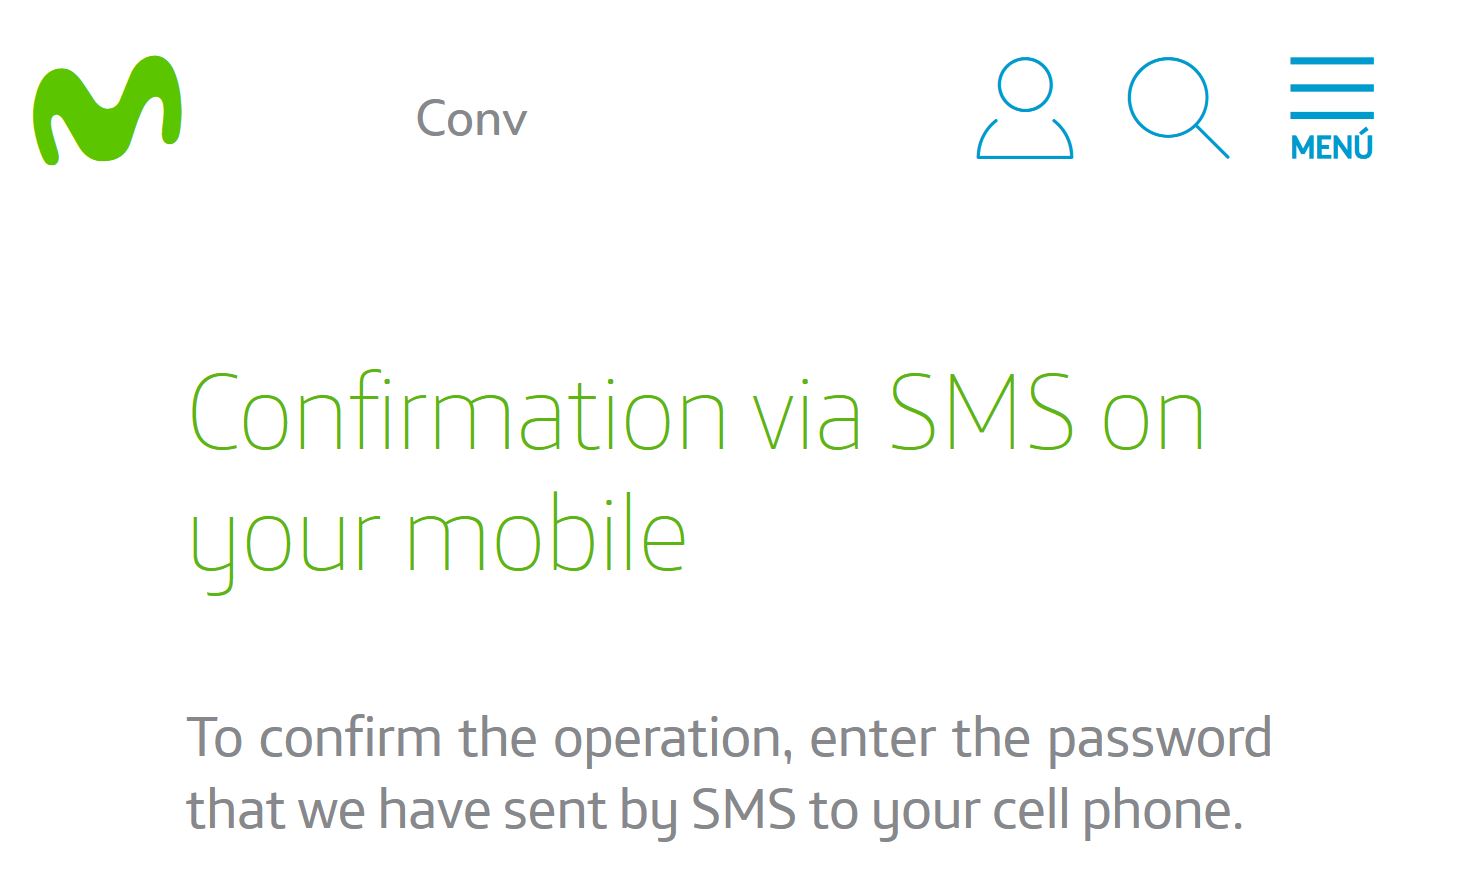 Conv
MENÚ
Confirmation via SMS on
your mobile
To confirm the operation, enter the password
that we have sent by SMS to your cell phone.